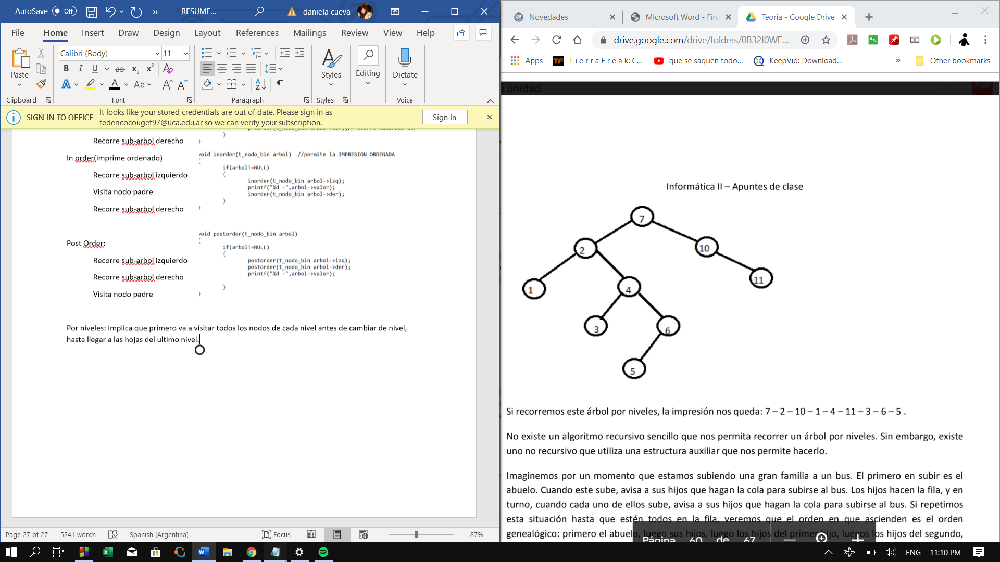 AutoSave Off RESUME... daniela cueva
File Home Insert Draw Design Layout References Mailings Review View Help
Paste
Calibri (Body) 11
Styles Editing Dictate
Clipboard Font Paragraph Styles Voice
SIGN IN TO OFFICE It looks like your stored credentials are out of date. Please sign in as
federicocouget97@uca.edu.ar so we can verify your subscription.
Sign In
Recorre sub-arbol derecho
}
}
In order(imprime ordenado)
Recorre sub-arbol izquierdo
Visita nodo padre
Recorre sub-arbol derecho
void inorder(t_nodo_bin arbol) //permite la IMPRESION ORDENADA
{
if(arbol!=NULL)
{
inorder(t_nodo_bin arbol->izq);
printf("%d -",arbol->valor);
inorder(t_nodo_bin arbol->der);
}
}
Post Order:
Recorre sub-arbol izquierdo
Recorre sub-arbol derecho
Visita nodo padre
void postorder(t_nodo_bin arbol)
{
if(arbol!=NULL)
{
postorder(t_nodo_bin arbol->izq);
postorder(t_nodo_bin arbol->der);
printf("%d -",arbol->valor);
}
}
Por niveles: Implica que primero va a visitar todos los nodos de cada nivel antes de cambiar de nivel,
hasta llegar a las hojas del ultimo nivel.
Page 27 of 27 5241 words Spanish (Argentina) Focus 87%
Novedades Microsoft Word - Fina Teoria - Google Drive
drive.google.com/drive/folders/0B32I0WE...
Apps TF T i e r r a F r e a k: C... que se saquen todo... KeepVid: Download... » Other bookmarks
i unidad
Informática II – Apuntes de clase
7
2 10
1 4 11
3 6
5
Si recorremos este árbol por niveles, la impresión nos queda: 7 – 2 – 10 – 1 – 4 – 11 – 3 – 6 – 5 .
No existe un algoritmo recursivo sencillo que nos permita recorrer un árbol por niveles. Sin embargo, existe
uno no recursivo que utiliza una estructura auxiliar que nos permite hacerlo.
Imaginemos por un momento que estamos subiendo una gran familia a un bus. El primero en subir es el
abuelo. Cuando este sube, avisa a sus hijos que hagan la cola para subirse al bus. Los hijos hacen la fila, y en
turno, cuando cada uno de ellos sube, avisa a sus hijos que hagan la cola para subirse al bus. Si repetimos
esta situación hasta que estén todos en la fila, veremos que el orden en que ascienden es el orden
genealógico: primero el abuelo, luego sus hijos, luego los hijos del primer hijo, luegos los hijos del segundo,
Página 60 de 67
ENG 11:10 PM